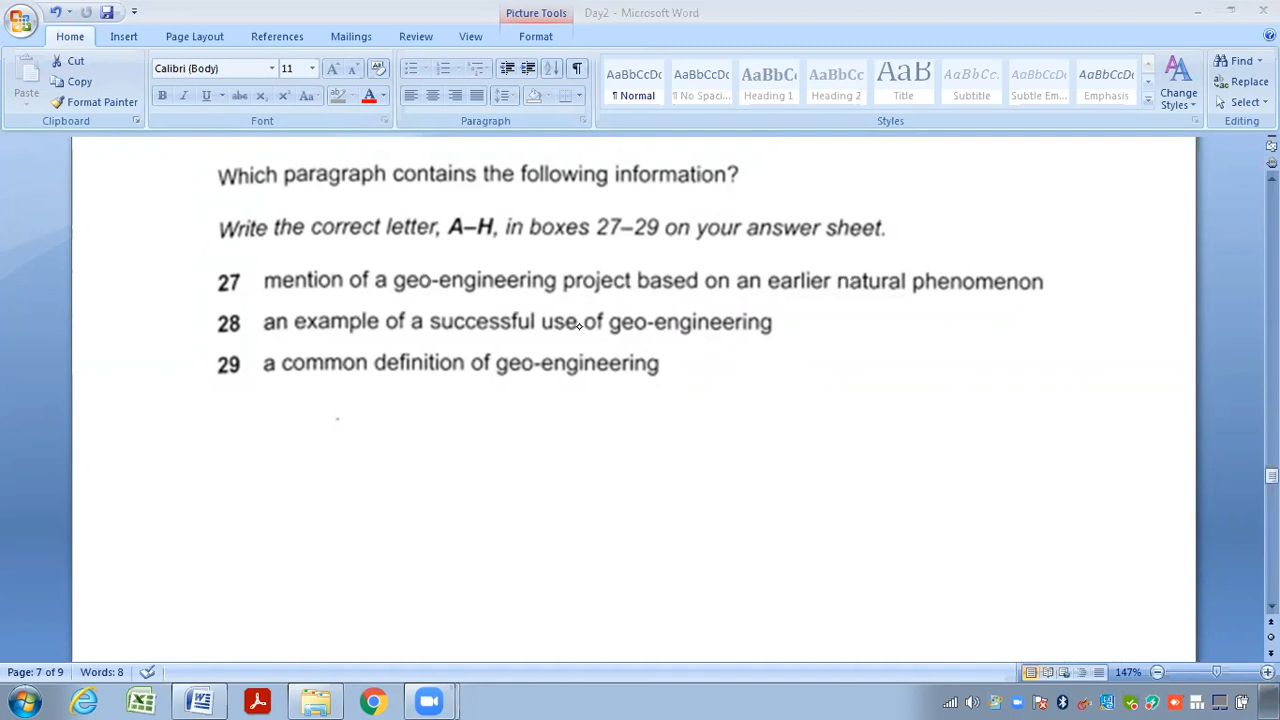 Picture Tools
Day2 - Microsoft Word
Home
Insert
Page Layout
References
Mailings
Review
View
Format
Paste
Cut
Copy
Format Painter
Clipboard
Calibri (Body)
11
Font
Paragraph
AaBbCcDc
¶ Normal
AaBbCcDc
¶ No Spaci...
AaBbCc
Heading 1
AaBbCc
Heading 2
AaB
Title
AaBbCc.
Subtitle
AaBbCcDc
Subtle Em...
AaBbCcDc
Emphasis
Change
Styles
Styles
Find
Replace
Select
Editing
Which paragraph contains the following information?
Write the correct letter, A–H, in boxes 27–29 on your answer sheet.
27 mention of a geo-engineering project based on an earlier natural phenomenon
28 an example of a successful use of geo-engineering
29 a common definition of geo-engineering
Page: 7 of 9
Words: 8
147%